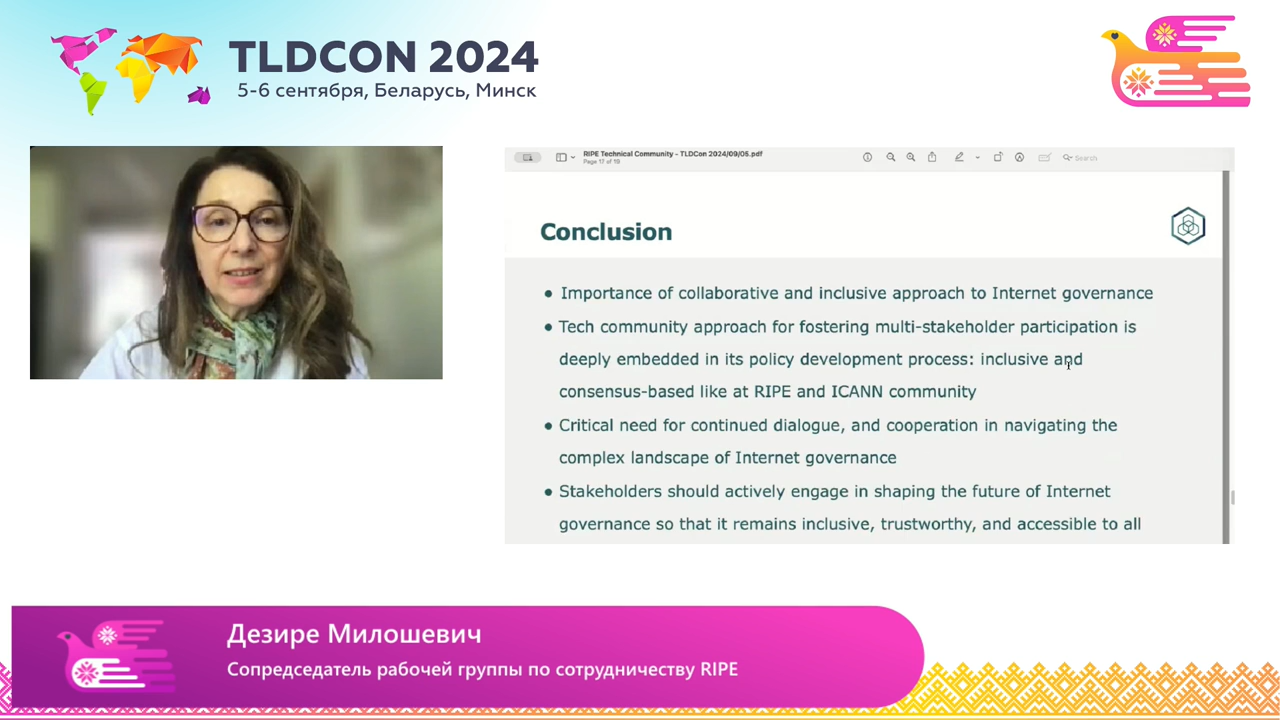 TLDCON 2024
5-6 сентября, Беларусь, Минск
RIPE Technical Community - TLDCon 2024/09/05.pdf
Page 17 of 19
Search
Conclusion
● Importance of collaborative and inclusive approach to Internet governance
● Tech community approach for fostering multi-stakeholder participation is
deeply embedded in its policy development process: inclusive and
consensus-based like at RIPE and ICANN community
● Critical need for continued dialogue, and cooperation in navigating the
complex landscape of Internet governance
● Stakeholders should actively engage in shaping the future of Internet
governance so that it remains inclusive, trustworthy, and accessible to all
Дезире Милошевич
Сопредседатель рабочей группы по сотрудничеству RIPE